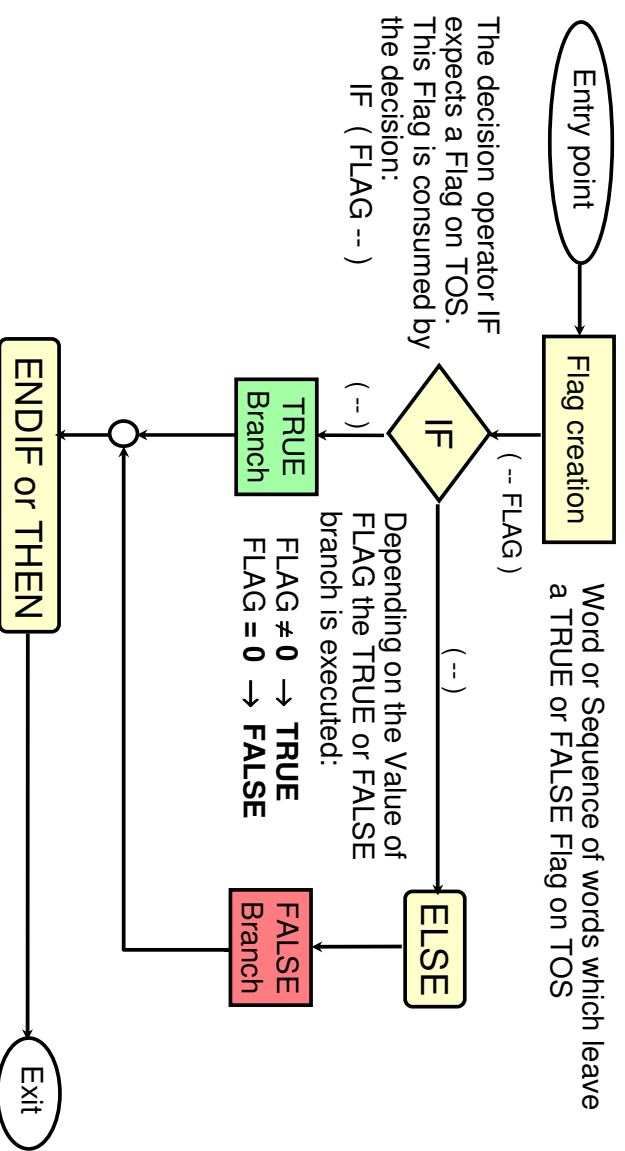 Entry point
Flag creation
Word or Sequence of words which leave
a TRUE or FALSE Flag on TOS
The decision operator IF
expects a Flag on TOS.
This Flag is consumed by
the decision:
IF ( FLAG -- )
( -- FLAG )
IF
( -- )
ELSE
( -- )
TRUE
Branch
Depending on the Value of
FLAG the TRUE or FALSE
branch is executed:
FLAG ≠ 0 → TRUE
FLAG = 0 → FALSE
FALSE
Branch
ENDIF or THEN
Exit